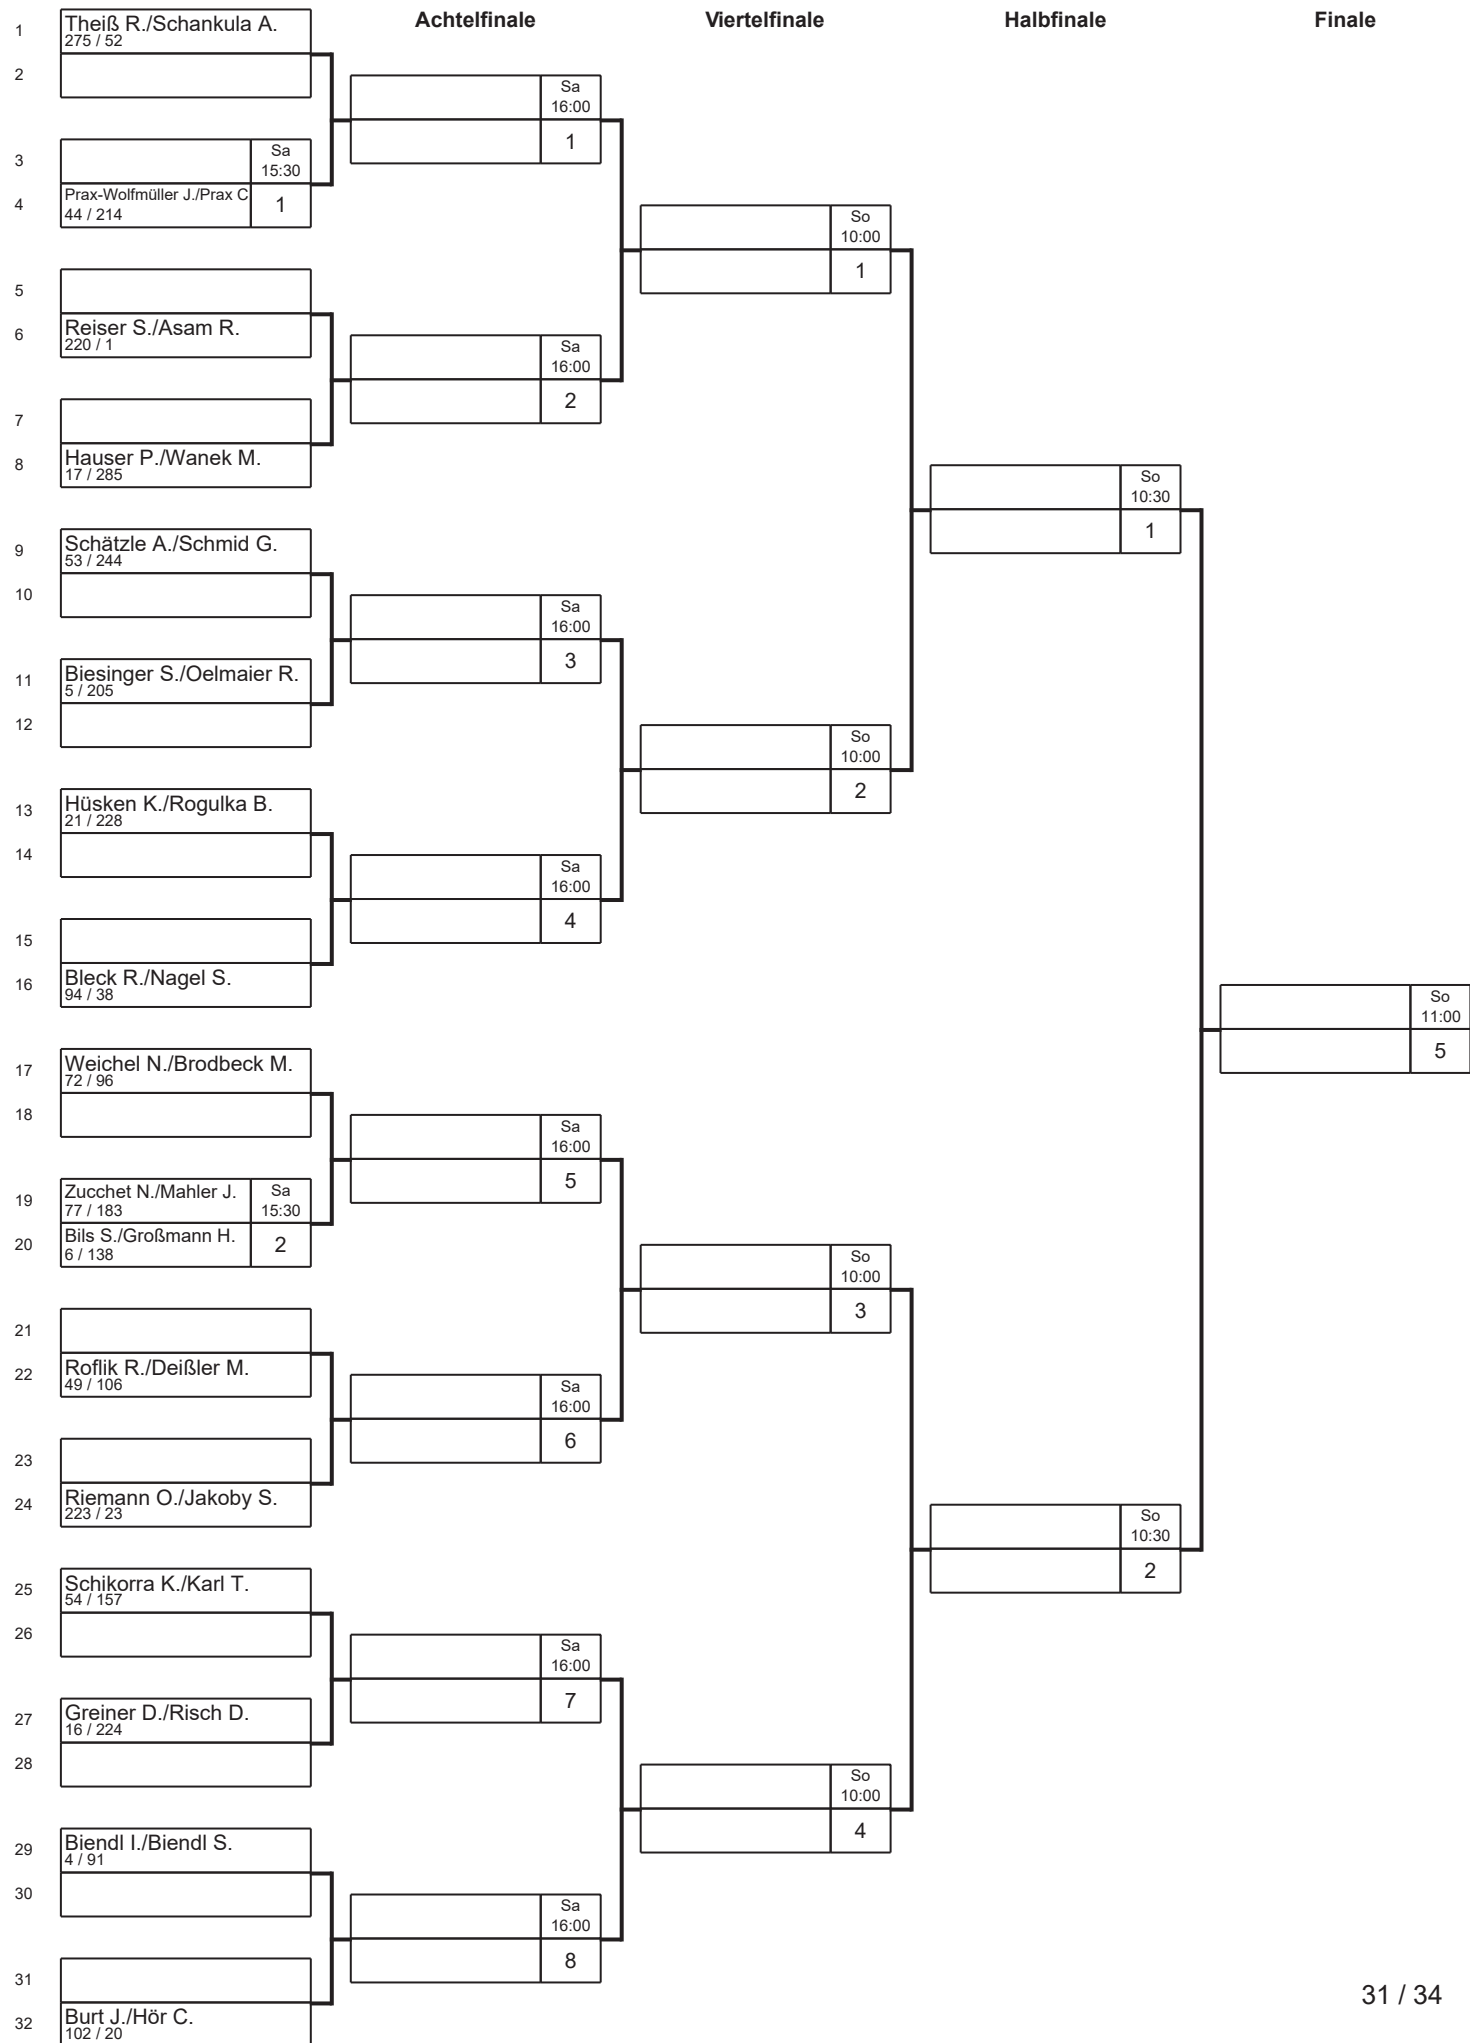 Achtelfinale
Viertelfinale
Halbfinale
Finale
1
Theiß R./Schankula A.
275 / 52
2
3
Sa
15:30
4
Prax-Wolfmüller J./Prax C
44 / 214
1
5
6
Reiser S./Asam R.
220 / 1
7
8
Hauser P./Wanek M.
17 / 285
9
Schätzle A./Schmid G.
53 / 244
10
11
Biesinger S./Oelmaier R.
5 / 205
12
13
Hüsken K./Rogulka B.
21 / 228
14
15
16
Bleck R./Nagel S.
94 / 38
17
Weichel N./Brodbeck M.
72 / 96
18
19
Zucchet N./Mahler J.
77 / 183
Sa
15:30
20
Bils S./Großmann H.
6 / 138
2
21
22
Roflik R./Deißler M.
49 / 106
23
24
Riemann O./Jakoby S.
223 / 23
25
Schikorra K./Karl T.
54 / 157
26
27
Greiner D./Risch D.
16 / 224
28
29
Biendl I./Biendl S.
4 / 91
30
31
32
Burt J./Hör C.
102 / 20
Sa
16:00
1
Sa
16:00
2
Sa
16:00
3
Sa
16:00
4
Sa
16:00
5
Sa
16:00
6
Sa
16:00
7
Sa
16:00
8
So
10:00
1
So
10:00
2
So
10:00
3
So
10:00
4
So
10:30
1
So
10:30
2
So
11:00
5
31 / 34